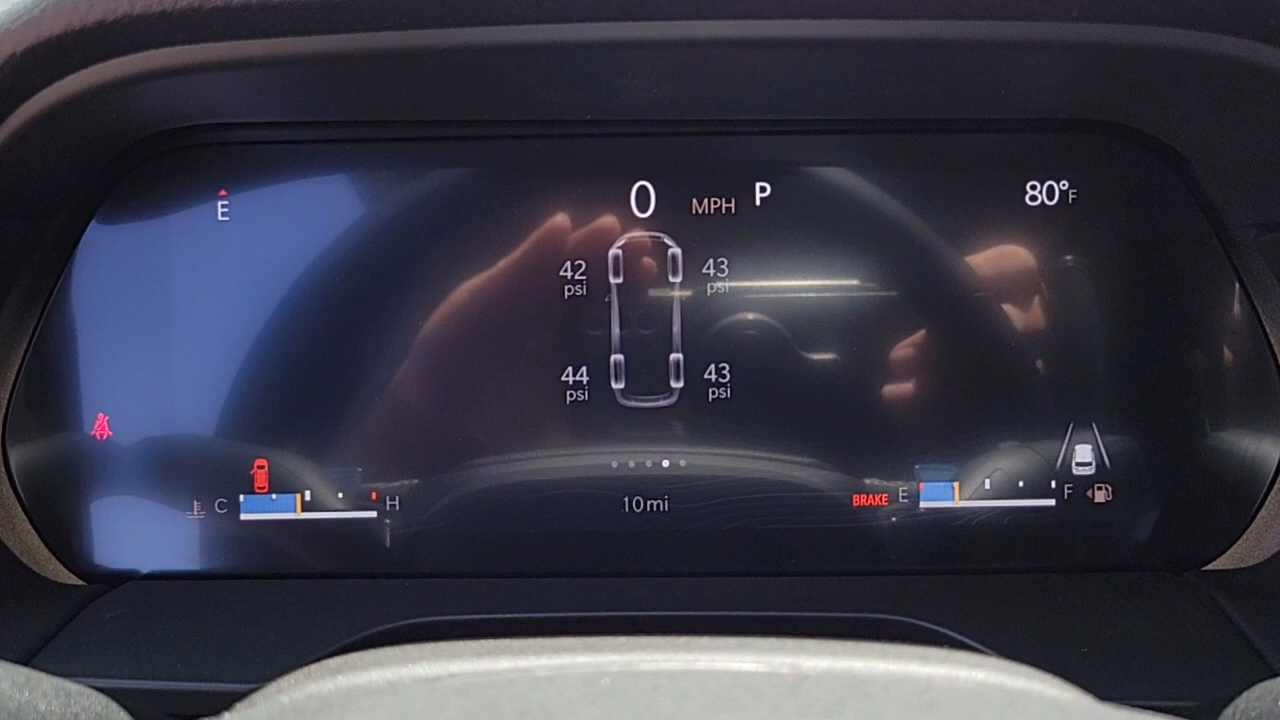 E
0 MPH P
80°F
42 psi
43 psi
44 psi
43 psi
C H
10mi
BRAKE
E F